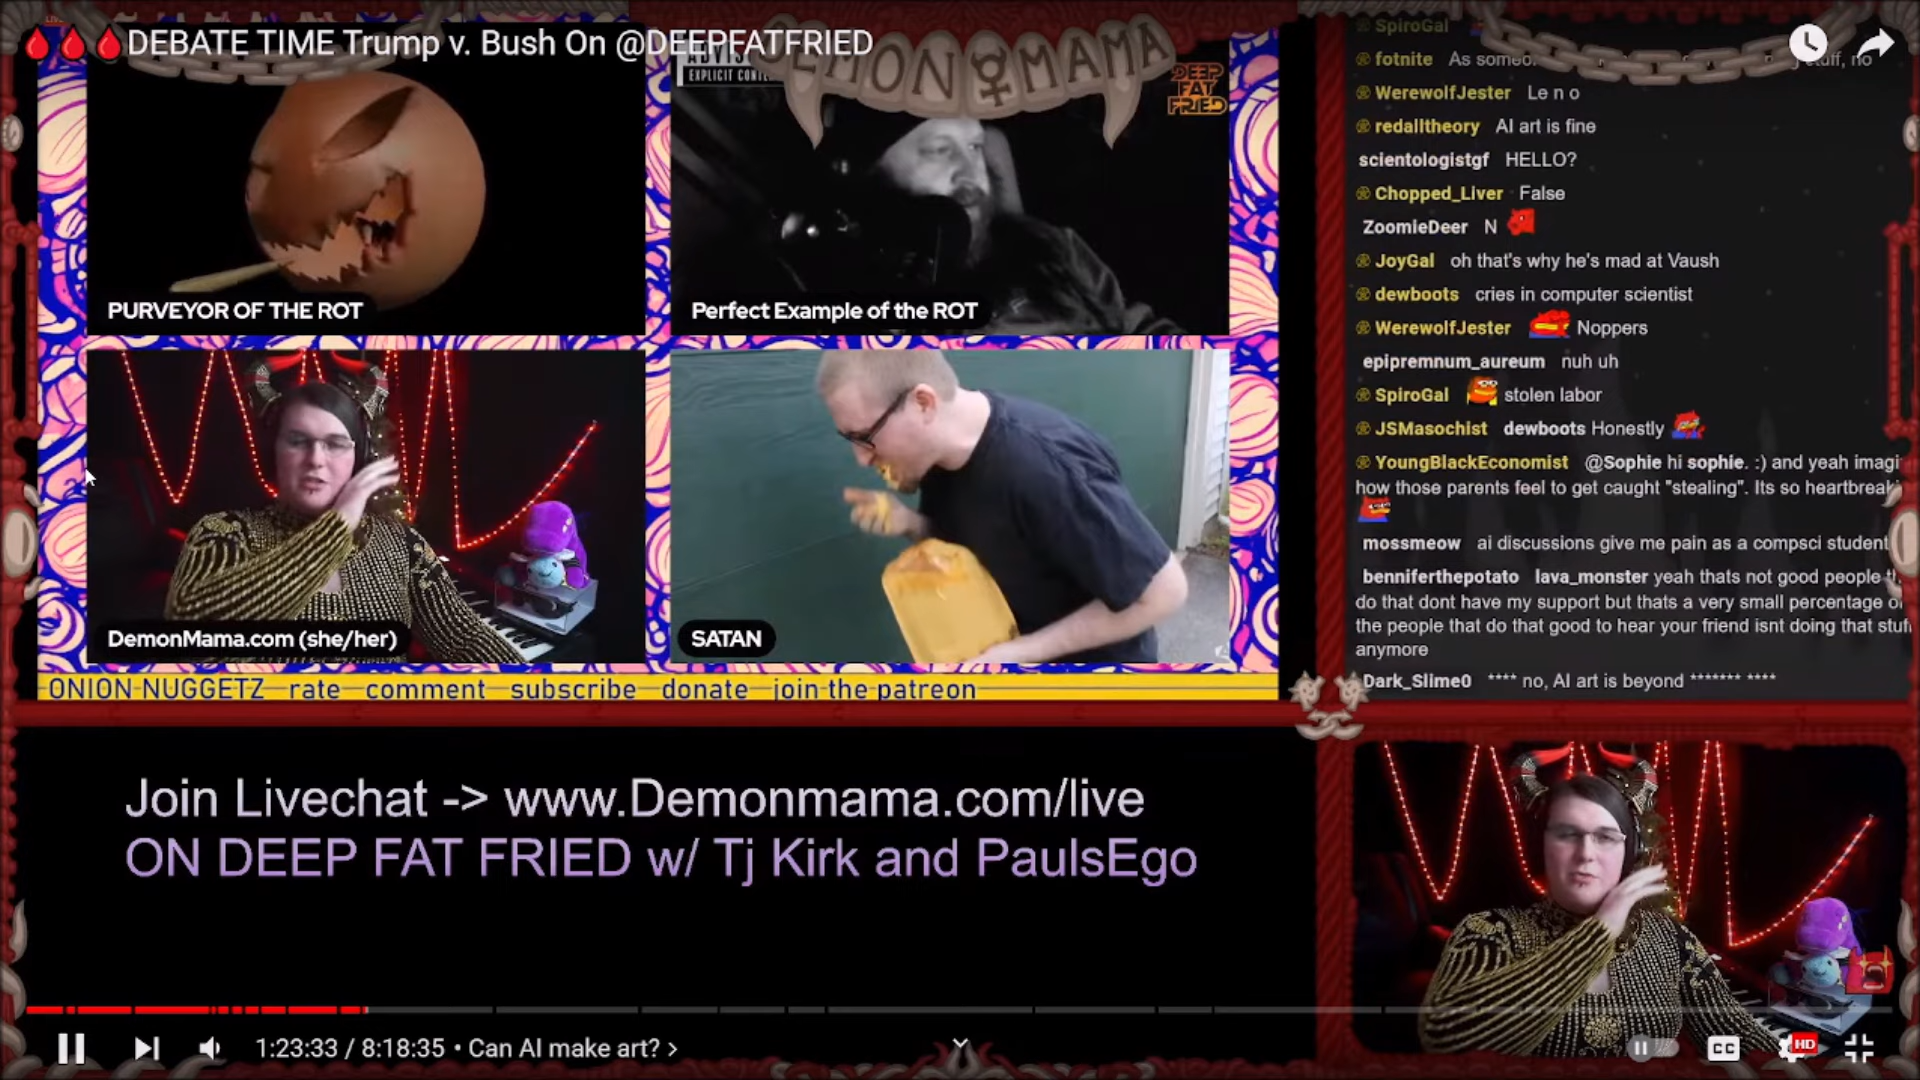 DEBATE TIME Trump v. Bush On @DEEPFATFRIED
EXPLICIT
DEMON MAMA
DEEP
FAT
FRIED
PURVEYOR OF THE ROT
Perfect Example of the ROT
DemonMama.com (she/her)
SATAN
ONION NUGGETZ rate comment subscribe donate join the patreon
SpiroGal
fotnite As
no
WerewolfJester Le n o
redalltheory AI art is fine
scientologistgf HELLO?
Chopped_Liver False
ZoomieDeer N
JoyGal oh that's why he's mad at Vaush
dewboots cries in computer scientist
WerewolfJester Noppers
epipremnum_aureum nuh uh
SpiroGal stolen labor
JSMasochist dewboots Honestly
YoungBlackEconomist @Sophie hi sophie. :) and yeah imagi
how those parents feel to get caught "stealing". Its so heartbreak
mossmeow ai discussions give me pain as a compsci student
benniferthepotato lava_monster yeah thats not good people
do that dont have my support but thats a very small percentage o
the people that do that good to hear your friend isnt doing that stuf
anymore
Dark_Slime0 **** no, AI art is beyond ******* ****
Join Livechat -> www.Demonmama.com/live
ON DEEP FAT FRIED w/ Tj Kirk and PaulsEgo
1:23:33 / 8:18:35 • Can AI make art? >
CC
HD